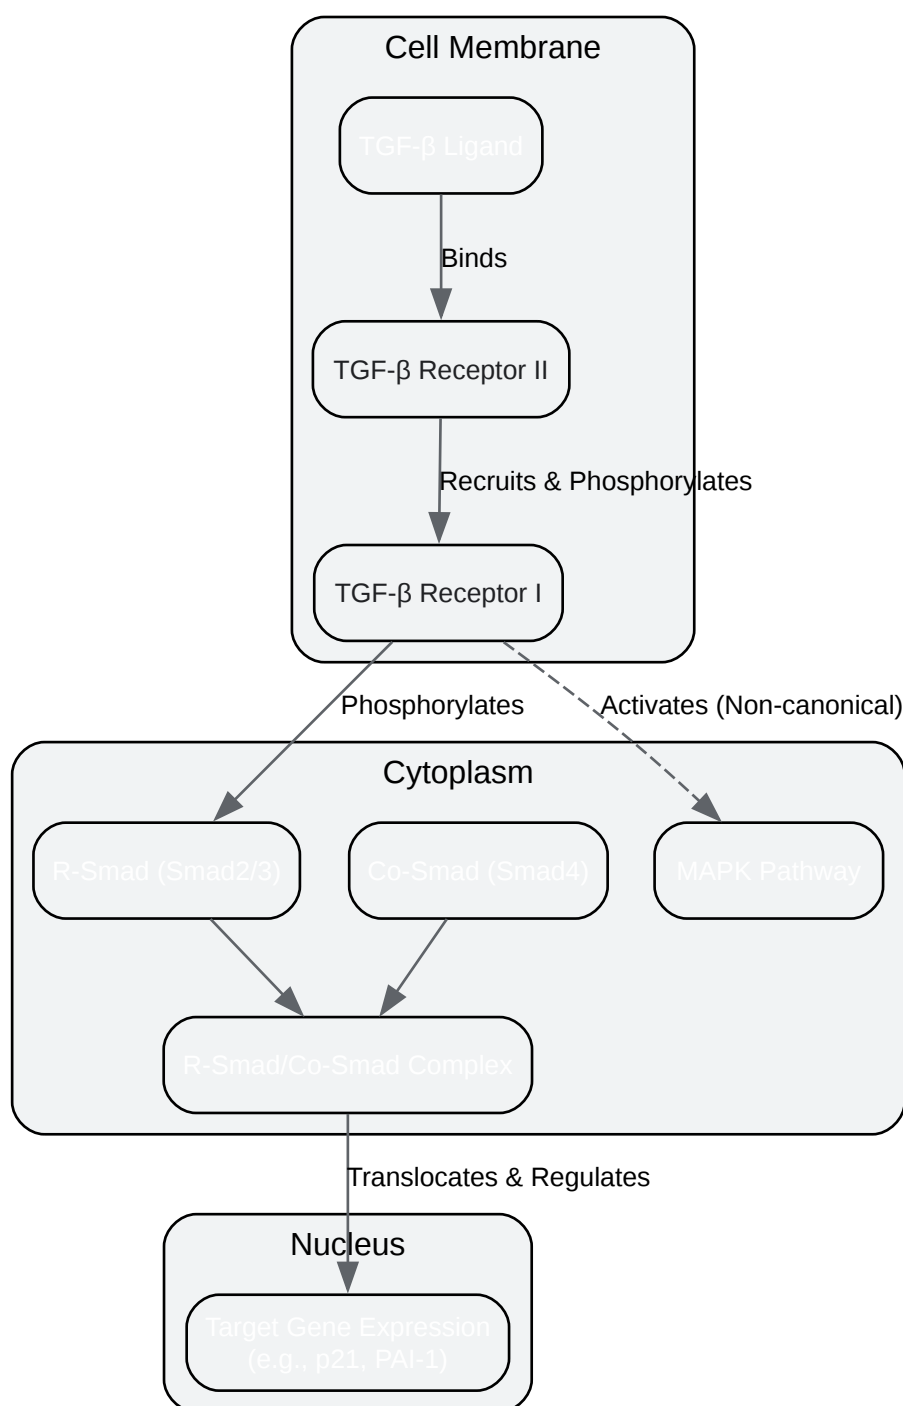 Cell Membrane
TGF-β Ligand
Binds
TGF-β Receptor II
Recruits & Phosphorylates
TGF-β Receptor I
Phosphorylates
Activates (Non-canonical)
Cytoplasm
R-Smad (Smad2/3)
Co-Smad (Smad4)
MAPK Pathway
R-Smad/Co-Smad Complex
Translocates & Regulates
Nucleus
Target Gene Expression
(e.g., p21, PAI-1)